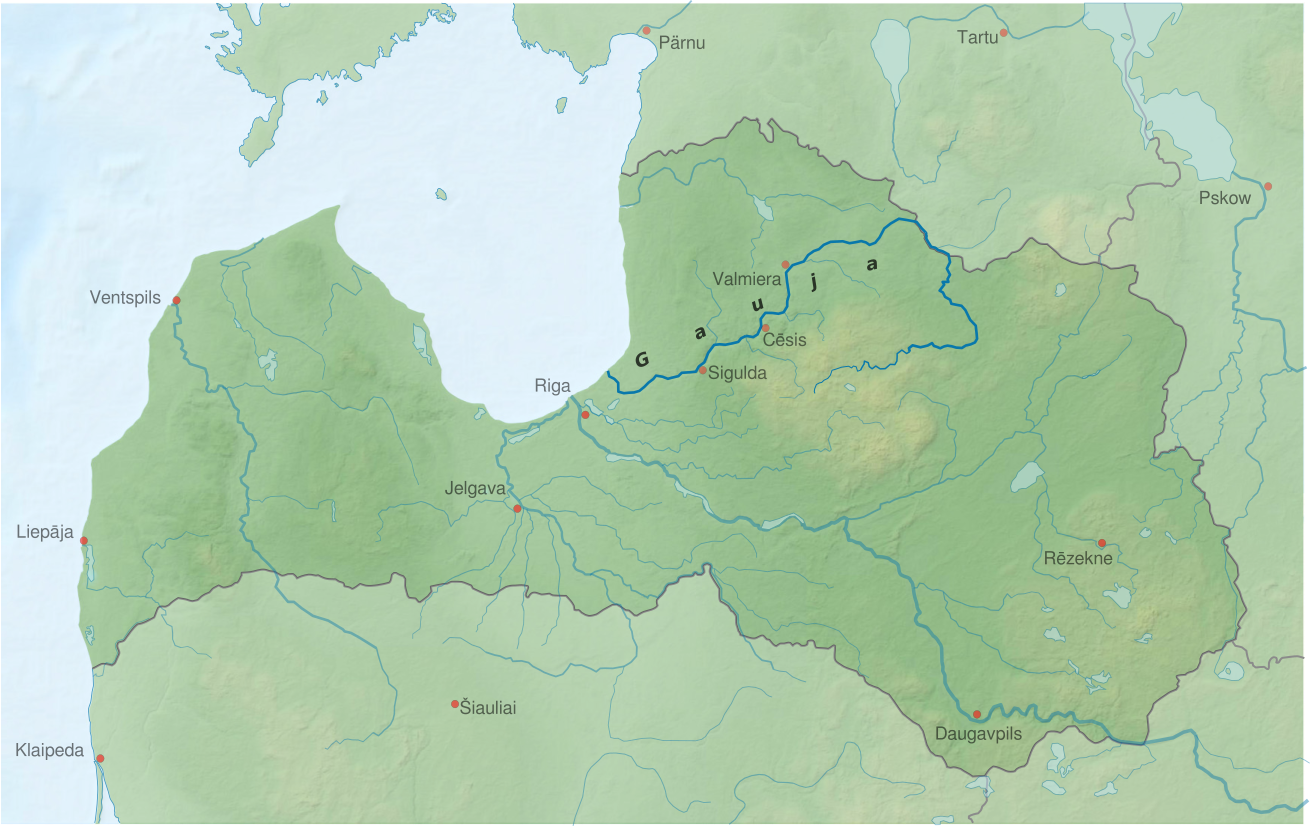 Pärnu
Tartu
Pskow
Valmiera
Ventspils
G a u j a
Cēsis
Sigulda
Riga
Jelgava
Liepāja
Rēzekne
Šiauliai
Daugavpils
Klaipeda